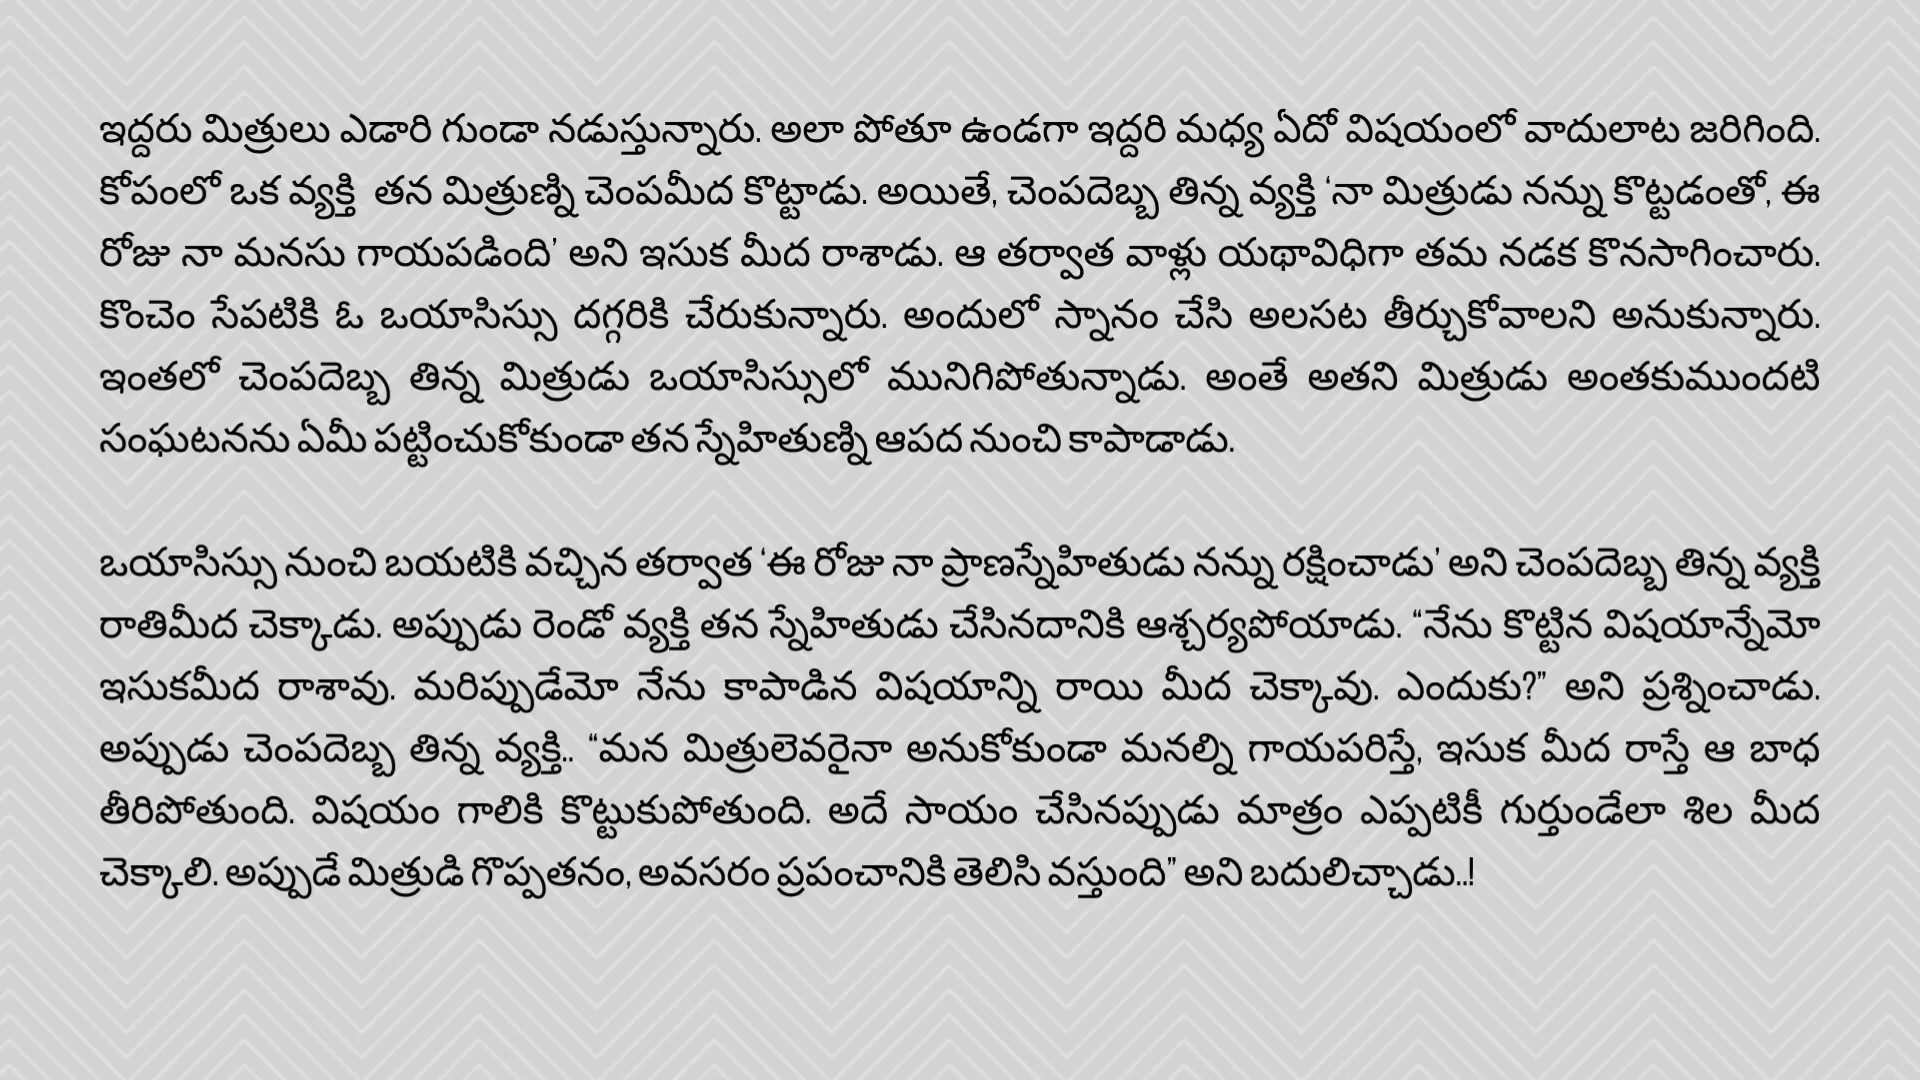 ఇద్దరు మిత్రులు ఎడారి గుండా నడుస్తున్నారు. అలా పోతూ ఉండగా ఇద్దరి మధ్య ఏదో విషయంలో వాదులాట జరిగింది.
కోపంలో ఒక వ్యక్తి  తన మిత్రుణ్ని చెంపమీద కొట్టాడు. అయితే, చెంపదెబ్బ తిన్న వ్యక్తి ‘నా మిత్రుడు నన్ను కొట్టడంతో, ఈ
రోజు నా మనసు గాయపడింది’ అని ఇసుక మీద రాశాడు. ఆ తర్వాత వాళ్లు యథావిధిగా తమ నడక కొనసాగించారు.
కొంచెం సేపటికి ఓ ఒయాసిస్సు దగ్గరికి చేరుకున్నారు. అందులో స్నానం చేసి అలసట తీర్చుకోవాలని అనుకున్నారు.
ఇంతలో చెంపదెబ్బ తిన్న మిత్రుడు ఒయాసిస్సులో మునిగిపోతున్నాడు. అంతే అతని మిత్రుడు అంతకుముందటి
సంఘటనను ఏమీ పట్టించుకోకుండా తన స్నేహితుణ్ని ఆపద నుంచి కాపాడాడు.
ఒయాసిస్సు నుంచి బయటికి వచ్చిన తర్వాత ‘ఈ రోజు నా ప్రాణస్నేహితుడు నన్ను రక్షించాడు’ అని చెంపదెబ్బ తిన్న వ్యక్తి
రాతిమీద చెక్కాడు. అప్పుడు రెండో వ్యక్తి తన స్నేహితుడు చేసినదానికి ఆశ్చర్యపోయాడు. “నేను కొట్టిన విషయాన్నేమో
ఇసుకమీద రాశావు. మరిప్పుడేమో నేను కాపాడిన విషయాన్ని రాయి మీద చెక్కావు. ఎందుకు?” అని ప్రశ్నించాడు.
అప్పుడు చెంపదెబ్బ తిన్న వ్యక్తి.. “మన మిత్రులెవరైనా అనుకోకుండా మనల్ని గాయపరిస్తే, ఇసుక మీద రాస్తే ఆ బాధ
తీరిపోతుంది. విషయం గాలికి కొట్టుకుపోతుంది. అదే సాయం చేసినప్పుడు మాత్రం ఎప్పటికీ గుర్తుండేలా శిల మీద
చెక్కాలి. అప్పుడే మిత్రుడి గొప్పతనం, అవసరం ప్రపంచానికి తెలిసి వస్తుంది” అని బదులిచ్చాడు..!